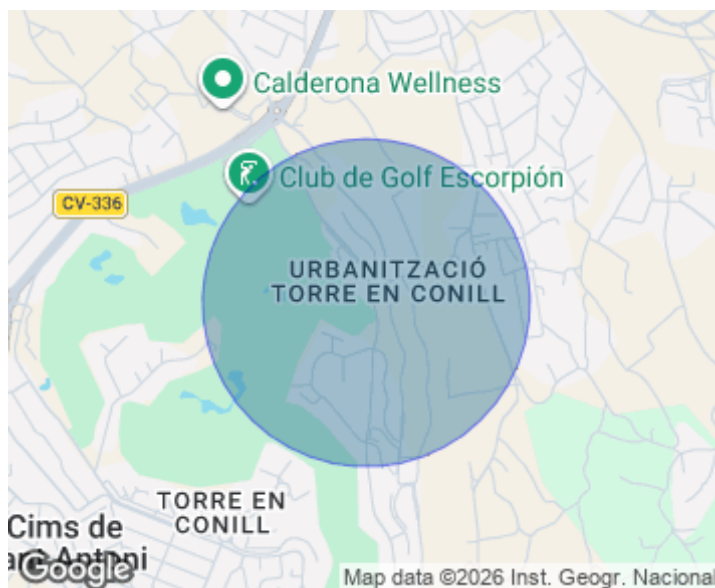 Calderona Wellness
Club de Golf Escorpión
CV-336
URBANITZACIÓ
TORRE EN CONILL
TORRE EN
CONILL
Cims de
Antoni
Google
Map data ©2026 Inst. Geogr. Nacional